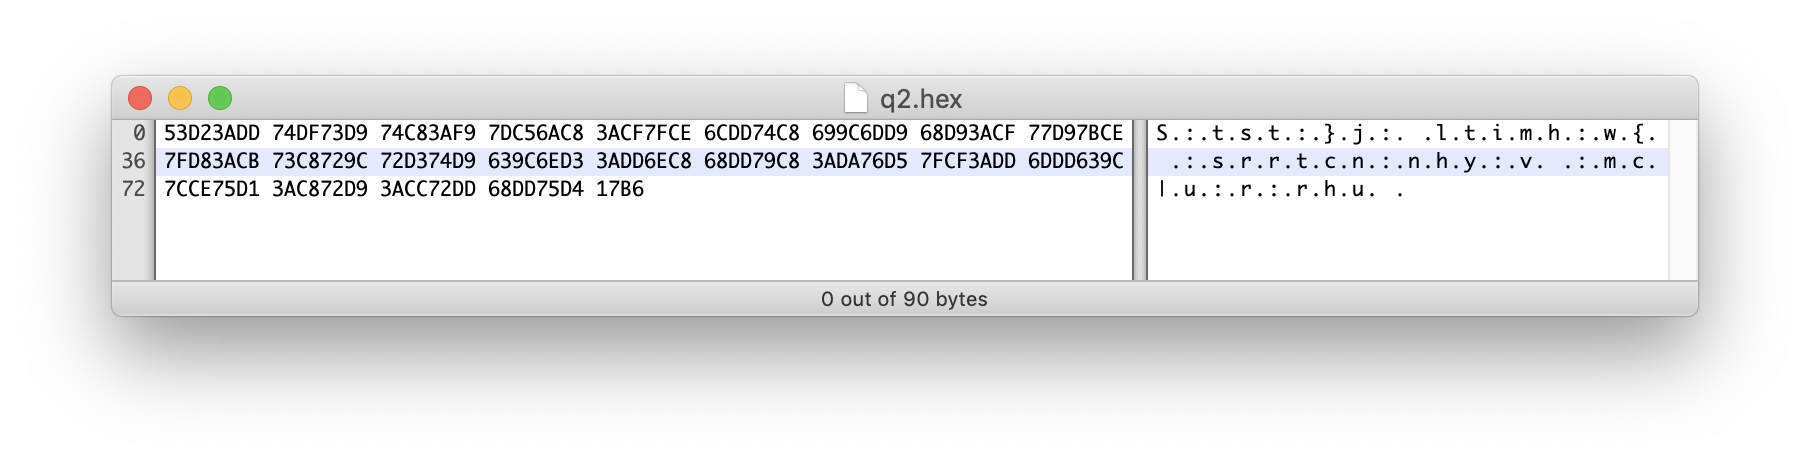 q2.hex
0 53D23ADD 74DF73D9 74C83AF9 7DC56AC8 3ACF7FCE 6CDD74C8 699C6DD9 68D93ACF 77D97BCE S.:.t.s.t.:.}.j.:. .l.t.i.m.h.:.w.{.
36 7FD83ACB 73C8729C 72D374D9 639C6ED3 3ADD6EC8 68DD79C8 3ADA76D5 7FCF3ADD 6DDD639C .:.s.r.r.t.c.n.:.n.h.y.:.v. .:.m.c.
72 7CCE75D1 3AC872D9 3ACC72DD 68DD75D4 17B6 |.u.:.r.:.r.h.u. .
0 out of 90 bytes